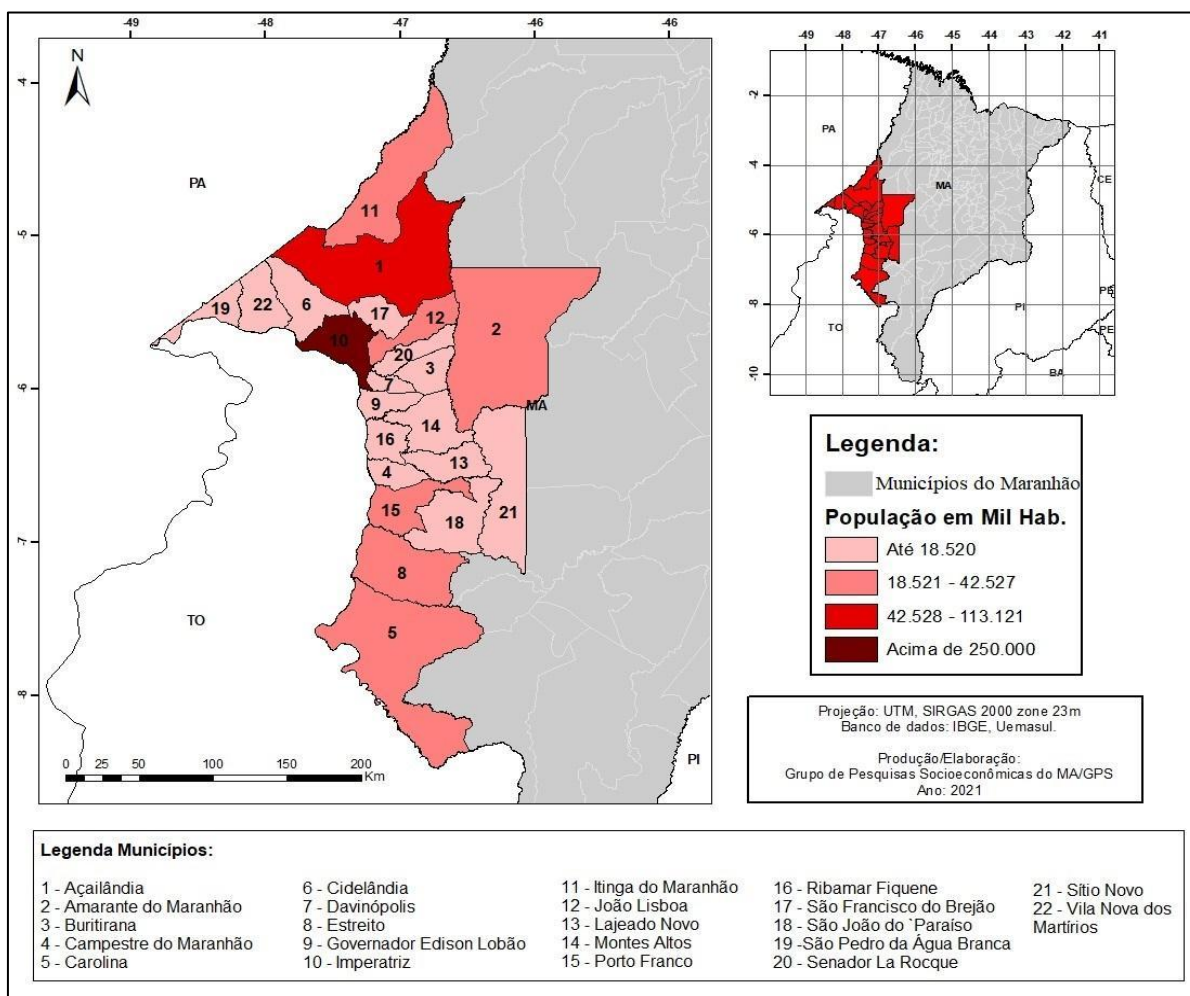 -49 -48 -47 -46 -45
N
-4
-5
-6
-7
-8
PA
11
1
19
22
6
17
12
10
20
2
3
7
9
MA
14
16
13
4
15
18
21
8
TO
5
PI
0 25 50 100 150 200
Km
-49 -48 -47 -46 -45 -44 -43 -42 -41
-2
-4
-6
-8
-10
PA
MA
CE
PI
PE
TO
PE
BA
Legenda:
Municípios do Maranhão
População em Mil Hab.
Até 18.520
18.521 - 42.527
42.528 - 113.121
Acima de 250.000
Projeção: UTM, SIRGAS 2000 zone 23m
Banco de dados: IBGE, Uemasul.
Produção/Elaboração:
Grupo de Pesquisas Socioeconômicas do MA/GPS
Ano: 2021
Legenda Municípios:
1 - Açailândia
2 - Amarante do Maranhão
3 - Buritirana
4 - Campestre do Maranhão
5 - Carolina
6 - Cidelândia
7 - Davinópolis
8 - Estreito
9 - Governador Edison Lobão
10 - Imperatriz
11 - Itinga do Maranhão
12 - João Lisboa
13 - Lajeado Novo
14 - Montes Altos
15 - Porto Franco
16 - Ribamar Fiquene
17 - São Francisco do Brejão
18 - São João do `Paraíso
19 -São Pedro da Água Branca
20 - Senador La Rocque
21 - Sítio Novo
22 - Vila Nova dos
Martírios